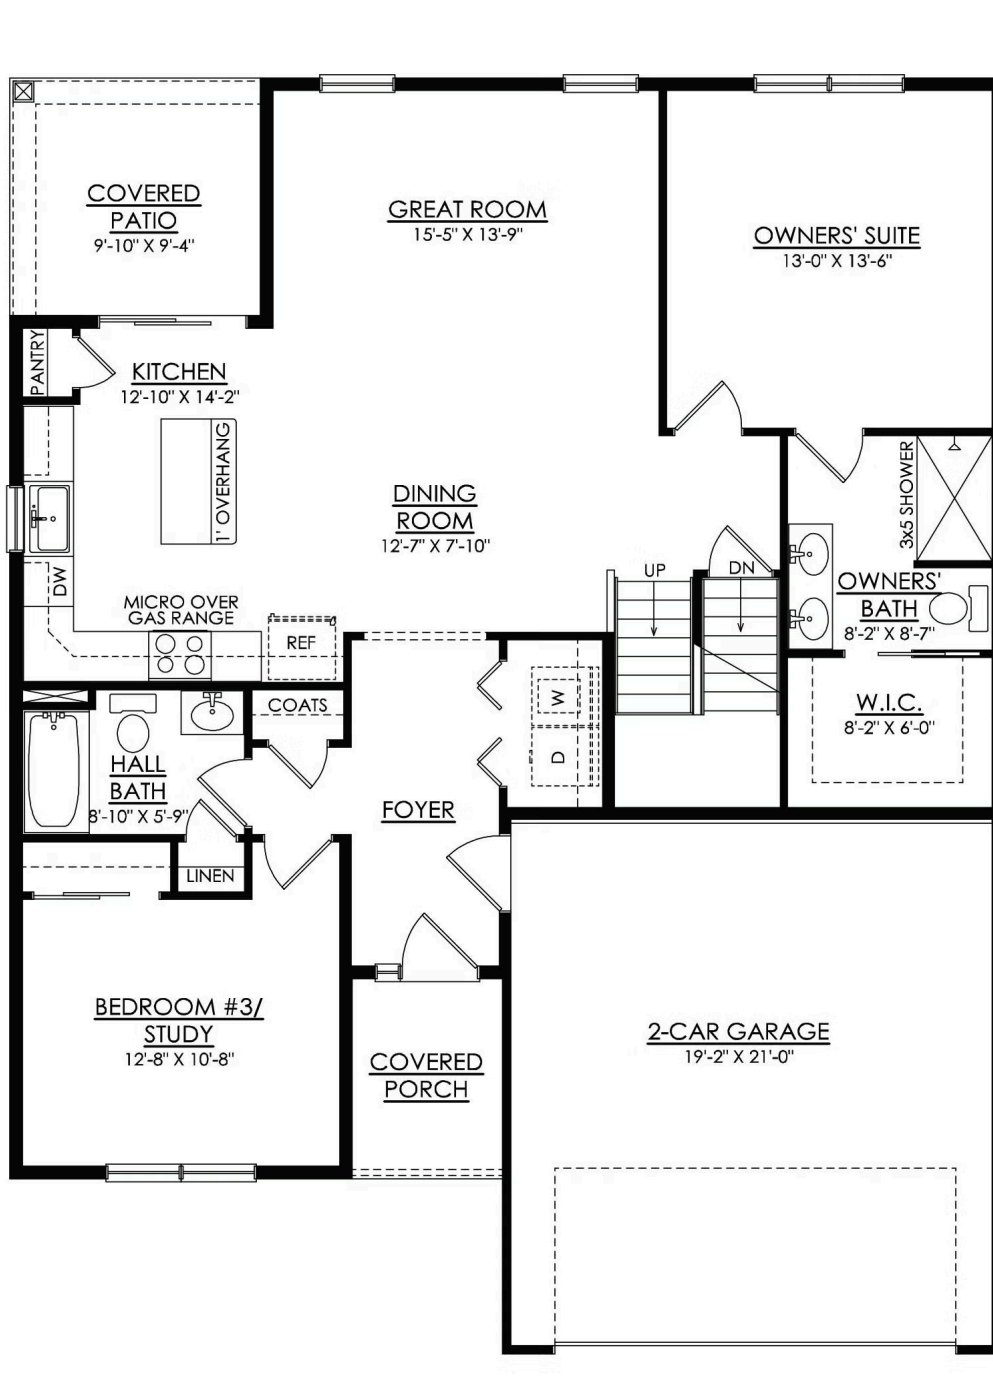 COVERED
PATIO
9'-10" X 9'-4"
GREAT ROOM
15'-5" X 13'-9"
OWNERS' SUITE
13'-0" X 13'-6"
PANTRY
KITCHEN
12'-10" X 14'-2"
1' OVERHANG
DINING
ROOM
12'-7" X 7'-10"
3x5 SHOWER
UP
DN
DW
MICRO OVER
GAS RANGE
REF
OWNERS'
BATH
8'-2" X 8'-7"
COATS
W
D
W.I.C.
8'-2" X 6'-0"
HALL
BATH
8'-10" X 5'-9"
FOYER
LINEN
BEDROOM #3/
STUDY
12'-8" X 10'-8"
COVERED
PORCH
2-CAR GARAGE
19'-2" X 21'-0"